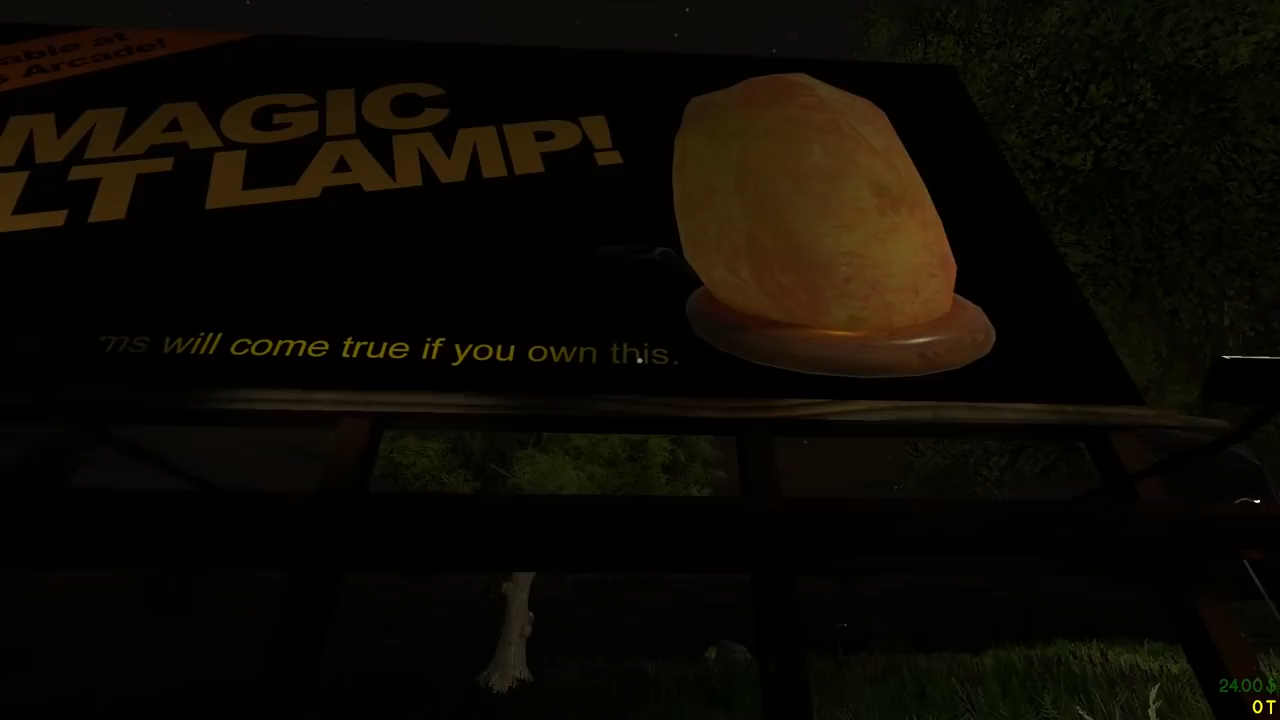 able at
s Arcade!
MAGIC
LT LAMP!
ms will come true if you own this.
24.00 $
0 T